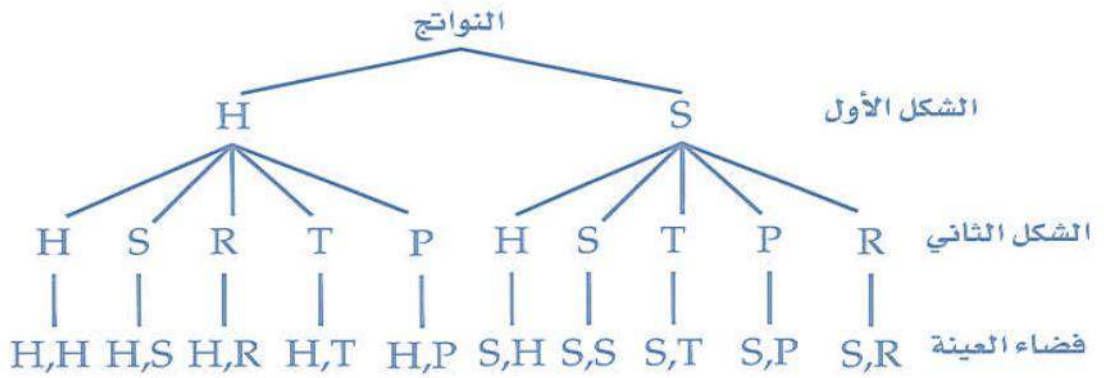 النواتج
H S الشكل الأول
H S R T P H S T P R الشكل الثاني
H,H H,S H,R H,T H,P S,H S,S S,T S,P S,R فضاء العينة